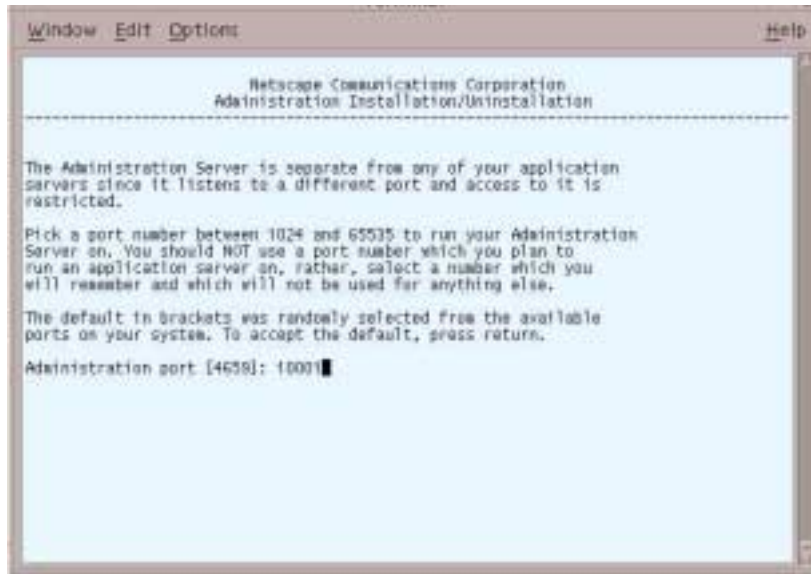 Window Edit Options Help
Netscape Communications Corporation
Administration Installation/Uninstallation
The Administration Server is separate from any of your application
servers since it listens to a different port and access to it is
restricted.
Pick a port number between 1024 and 65535 to run your Administration
Server on. You should NOT use a port number which you plan to
run an application server on, rather, select a number which you
will remember and which will not be used for anything else.
The default in brackets was randomly selected from the available
ports on your system. To accept the default, press return.
Administration port [4659]: 10001